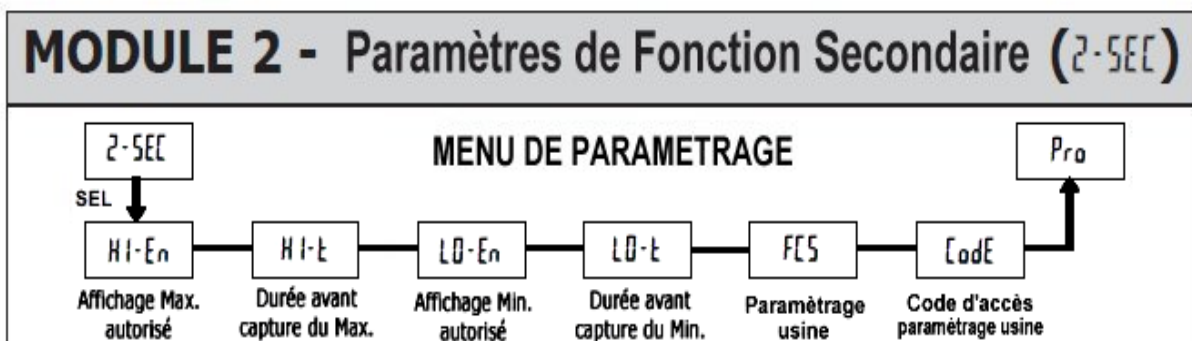 MODULE 2 - Paramètres de Fonction Secondaire (2-SEC)
2-SEC
MENU DE PARAMETRAGE
Pro
SEL
HI-En
HI-t
LO-En
LO-t
FCS
CodE
Affichage Max.
autorisé
Durée avant
capture du Max.
Affichage Min.
autorisé
Durée avant
capture du Min.
Paramètrage
usine
Code d'accès
paramètrage usine